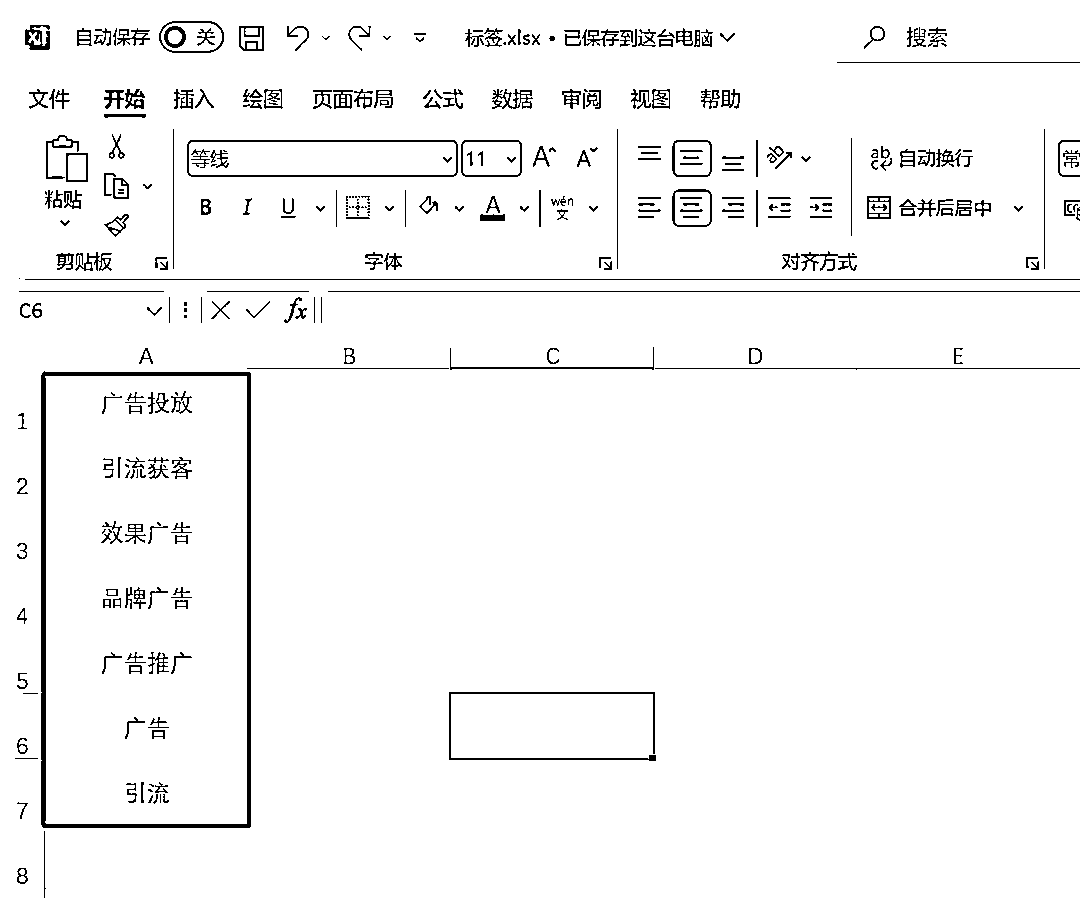 自动保存 关 标签.xlsx • 已保存到这台电脑 搜索
文件 开始 插入 绘图 页面布局 公式 数据 审阅 视图 帮助
粘贴
等线 11 A A
ab 自动换行
常
B I U A wén 文
合并后居中
剪贴板 字体 对齐方式
C6 fx
A B C D E
1 广告投放
2 引流获客
3 效果广告
4 品牌广告
5 广告推广
6 广告
7 引流
8